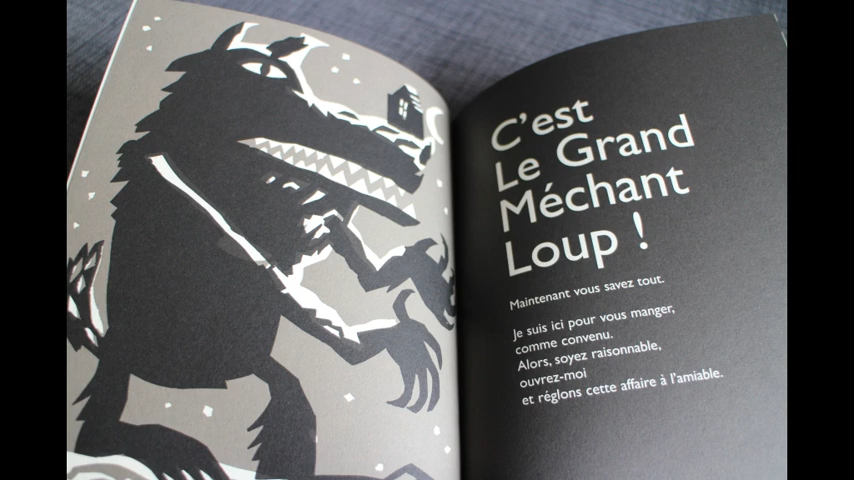 C'est
Le Grand
Méchant
Loup !
Maintenant vous savez tout.
Je suis ici pour vous manger,
comme convenu.
Alors, soyez raisonnable,
ouvrez-moi
et réglons cette affaire à l'amiable.